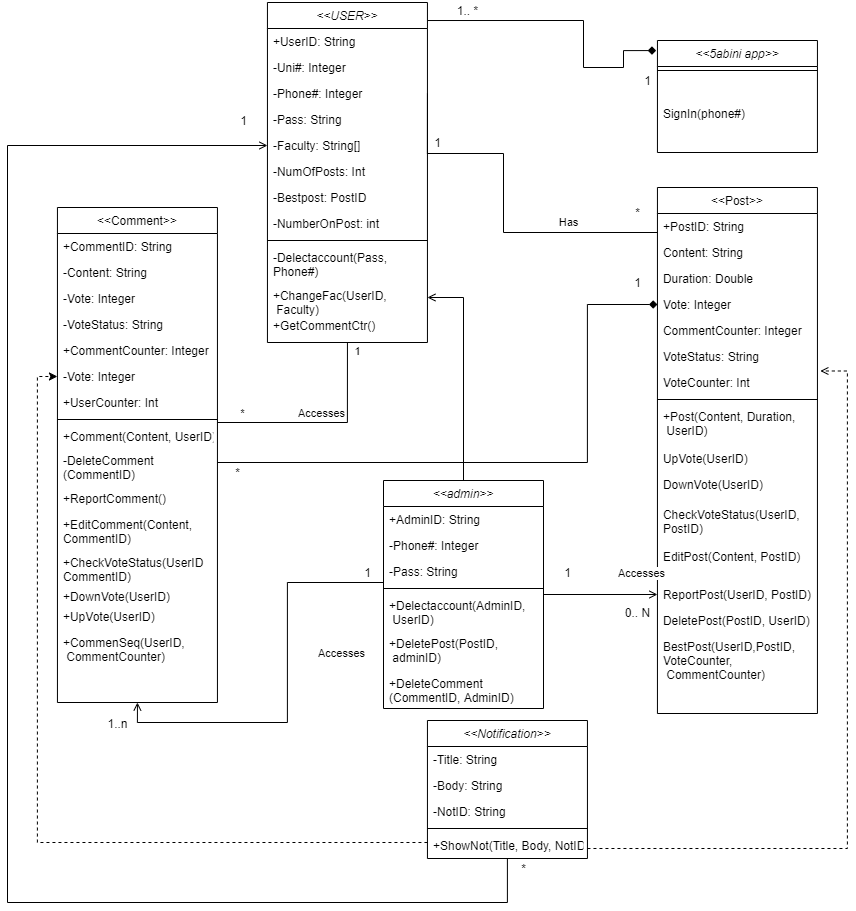 <<USER>>
+UserID: String
-Uni#: Integer
-Phone#: Integer
-Pass: String
-Faculty: String[]
-NumOfPosts: Int
-Bestpost: PostID
-NumberOnPost: int
-Delectaccount(Pass,
Phone#)
+ChangeFac(UserID,
Faculty)
+GetCommentCtr()
1.. *
<<5abini app>>
1
SignIn(phone#)
1
1
Has
*
<<Post>>
+PostID: String
Content: String
Duration: Double
Vote: Integer
CommentCounter: Integer
VoteStatus: String
VoteCounter: Int
+Post(Content, Duration,
UserID)
UpVote(UserID)
DownVote(UserID)
CheckVoteStatus(UserID,
PostID)
EditPost(Content, PostID)
ReportPost(UserID, PostID)
DeletePost(PostID, UserID)
BestPost(UserID,PostID,
VoteCounter,
CommentCounter)
1
<<Comment>>
+CommentID: String
-Content: String
-Vote: Integer
-VoteStatus: String
+CommentCounter: Integer
-Vote: Integer
+UserCounter: Int
+Comment(Content, UserID)
-DeleteComment
(CommentID)
+ReportComment()
+EditComment(Content,
CommentID)
+CheckVoteStatus(UserID
CommentID)
+DownVote(UserID)
+UpVote(UserID)
+CommenSeq(UserID,
CommentCounter)
1
*
Accesses
*
<<admin>>
+AdminID: String
-Phone#: Integer
-Pass: String
+Delectaccount(AdminID,
UserID)
+DeletePost(PostID,
adminID)
+DeleteComment
(CommentID, AdminID)
1
Accesses
1..n
1
Accesses
0.. N
<<Notification>>
-Title: String
-Body: String
-NotID: String
+ShowNot(Title, Body, NotID
*